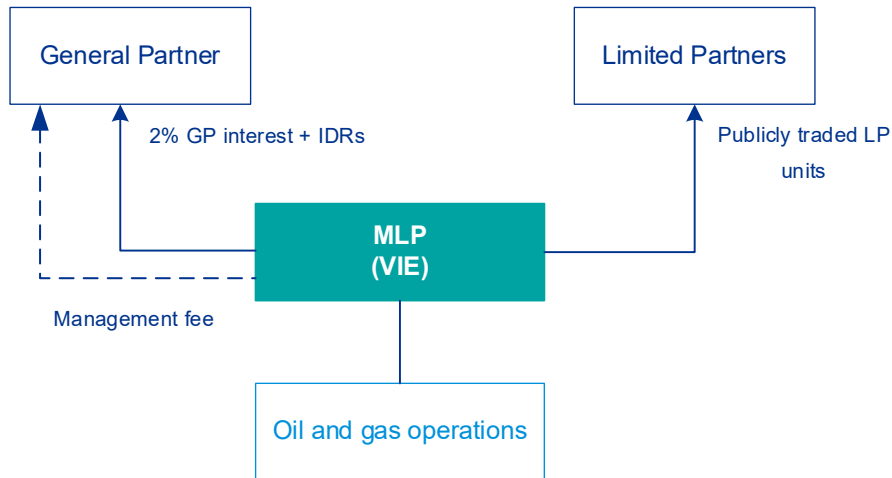 General Partner
Limited Partners
2% GP interest + IDRs
Publicly traded LP
units
MLP
(VIE)
Management fee
Oil and gas operations